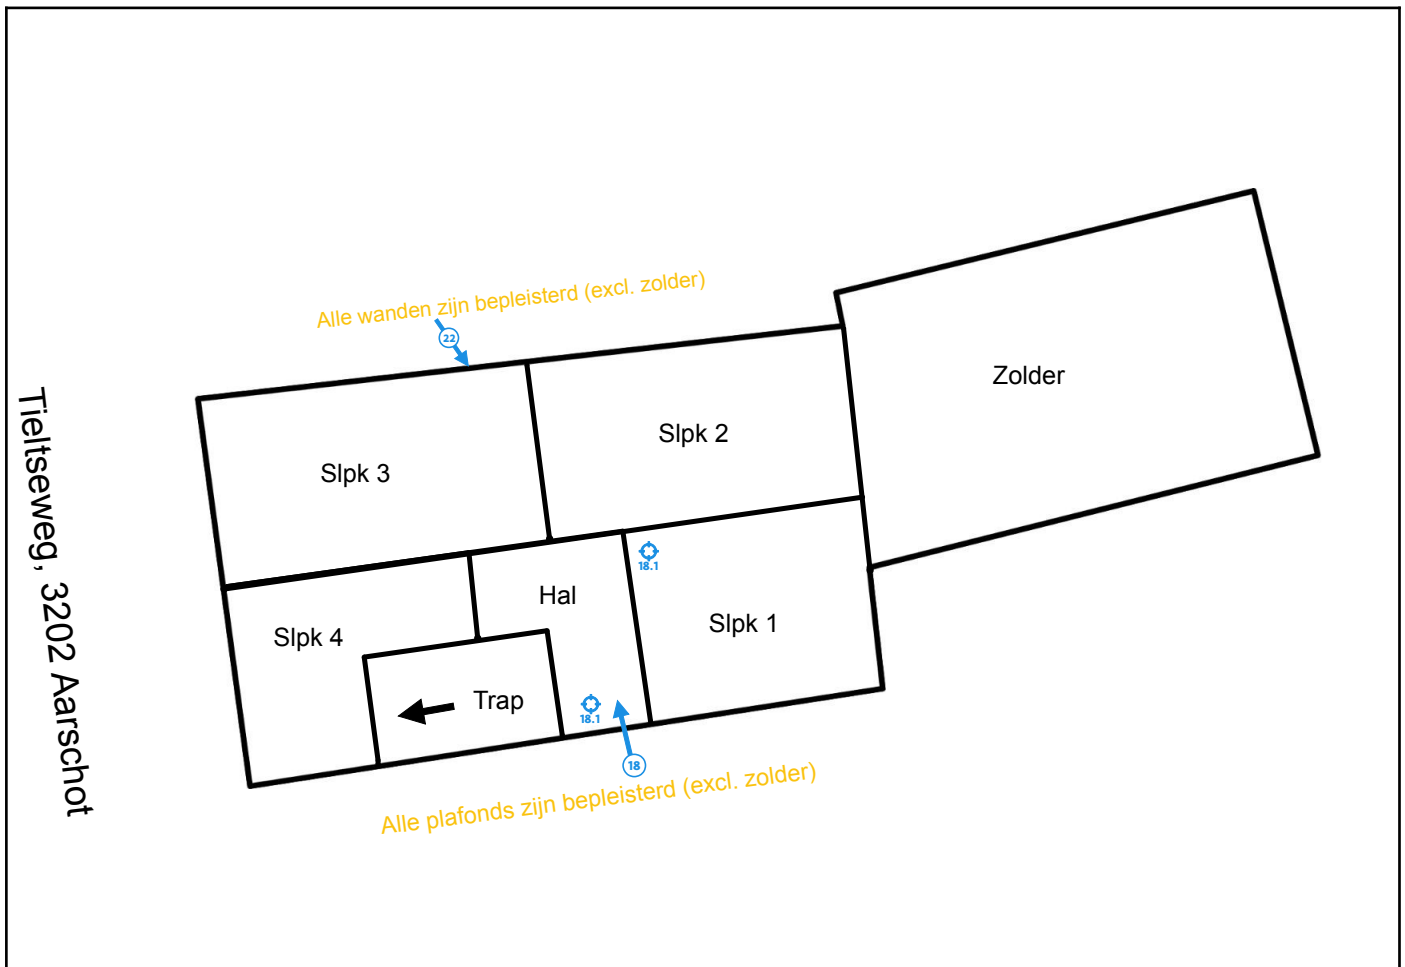 Alle wanden zijn bepleisterd (excl. zolder)
22
Zolder
Slpk 2
Slpk 3
Tieltseweg, 3202 Aarschot
18.1
Hal
Slpk 1
Slpk 4
Trap
18.1
18
Alle plafonds zijn bepleisterd (excl. zolder)